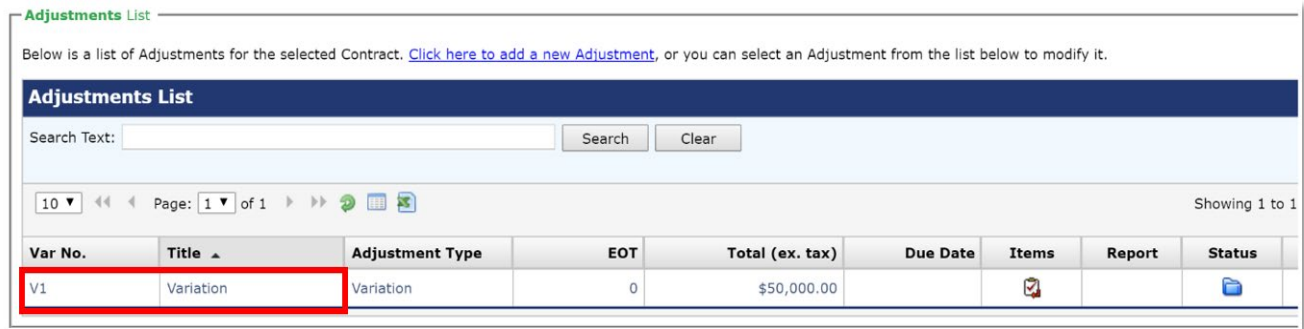 Adjustments List
Below is a list of Adjustments for the selected Contract. Click here to add a new Adjustment, or you can select an Adjustment from the list below to modify it.
Adjustments List
Search Text: Search Clear
10 Page: 1 of 1 Showing 1 to 1
Var No. Title Adjustment Type EOT Total (ex. tax) Due Date Items Report Status
V1 Variation Variation 0 $50,000.00